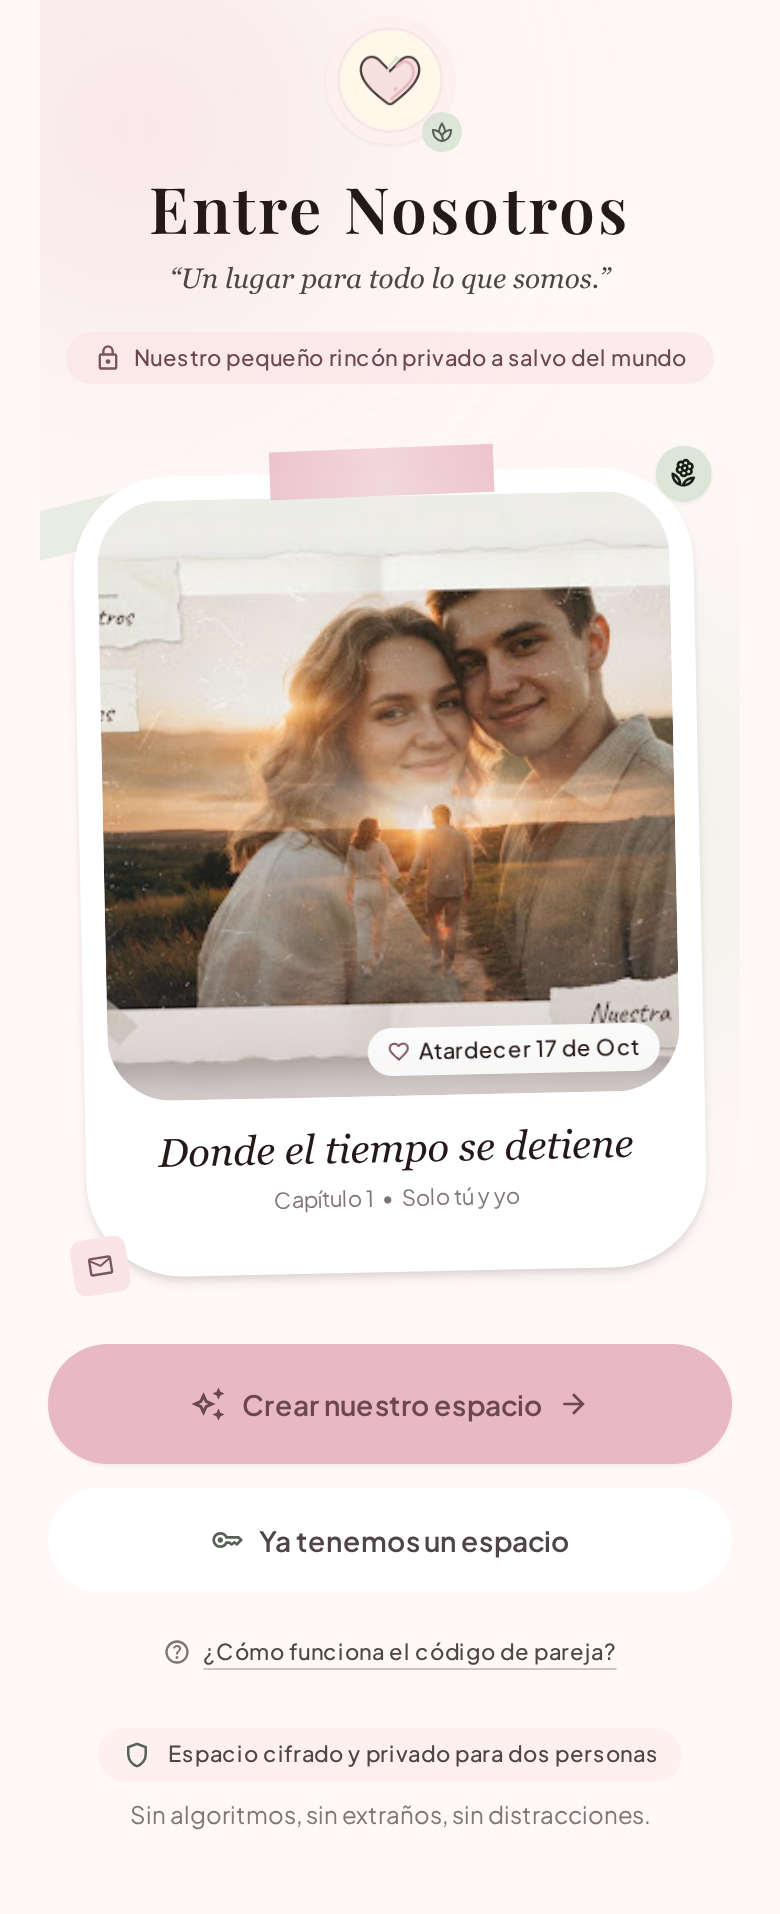 Entre Nosotros
“Un lugar para todo lo que somos.”
Nuestro pequeño rincón privado a salvo del mundo
tros
es
Nuestra
Atardecer 17 de Oct
Donde el tiempo se detiene
Capítulo 1 • Solo tú y yo
Crear nuestro espacio
Ya tenemos un espacio
¿Cómo funciona el código de pareja?
Espacio cifrado y privado para dos personas
Sin algoritmos, sin extraños, sin distracciones.